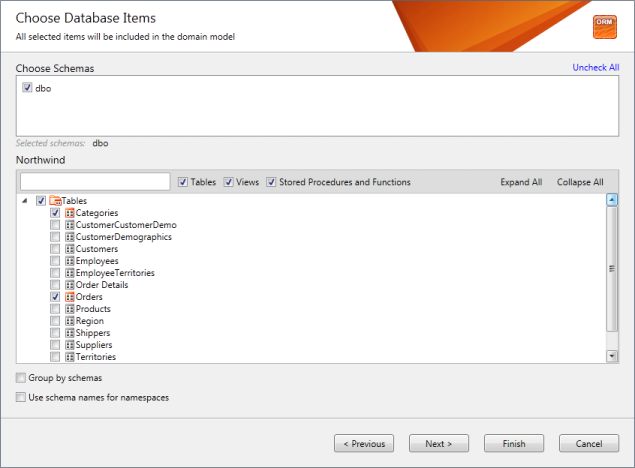 Choose Database Items
All selected items will be included in the domain model
ORM
Choose Schemas Uncheck All
dbo
Selected schemas: dbo
Northwind
Tables Views Stored Procedures and Functions Expand All Collapse All
Tables
Categories
CustomerCustomerDemo
CustomerDemographics
Customers
Employees
EmployeeTerritories
Order Details
Orders
Products
Region
Shippers
Suppliers
Territories
Group by schemas
Use schema names for namespaces
< Previous Next > Finish Cancel